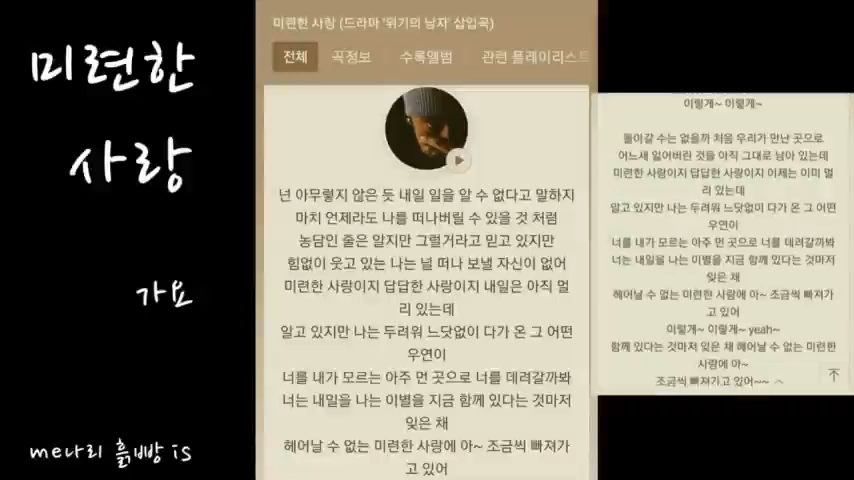 미련한
사랑
가요
me나리 흙빵 is
미련한 사랑 (드라마 '위기의 남자' 삽입곡)
전체 곡정보 수록앨범 관련 플레이리스트
넌 아무렇지 않은 듯 내일 일을 알 수 없다고 말하지
마치 언제라도 나를 떠나버릴 수 있을 것 처럼
농담인 줄은 알지만 그럴거라고 믿고 있지만
힘없이 웃고 있는 나는 널 떠나 보낼 자신이 없어
미련한 사랑이지 답답한 사랑이지 내일은 아직 멀
리 있는데
알고 있지만 나는 두려워 느닷없이 다가 온 그 어떤
우연이
너를 내가 모르는 아주 먼 곳으로 너를 데려갈까봐
너는 내일을 나는 이별을 지금 함께 있다는 것마저
잊은 채
헤어날 수 없는 미련한 사랑에 아~ 조금씩 빠져가
고 있어
이렇게~ 이렇게~
돌이갈 수는 없을까 처음 우리가 만난 곳으로
어느새 잃어버린 것들 아직 그대로 남아 있는데
미련한 사랑이지 답답한 사랑이지 이제는 이미 멀
리 있는데
알고 있지만 나는 두려워 느닷없이 다가 온 그 어떤
우연이
너를 내가 모르는 아주 먼 곳으로 너를 데려갈까봐
너는 내일을 나는 이별을 지금 함께 있다는 것마저
잊은 채
헤어날 수 없는 미련한 사랑에 아~ 조금씩 빠져가
고 있어
이렇게~ 이렇게~ yeah~
함께 있다는 것마저 잊은 채 헤어날 수 없는 미련한
사랑에 아~
조금씩 빠져가고 있어~~